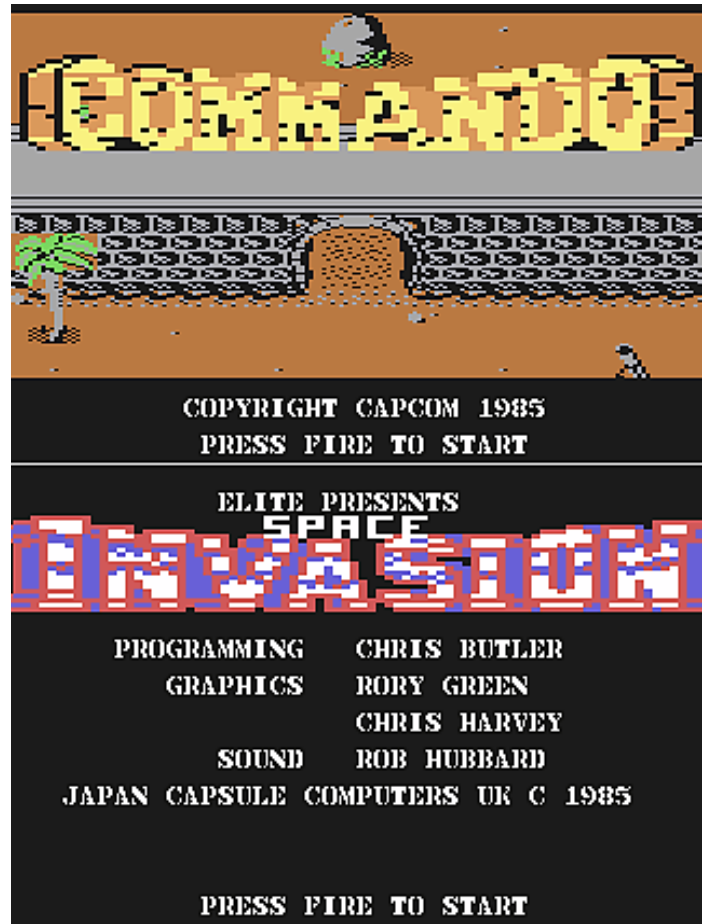 COMMANDO
COPYRIGHT CAPCOM 1985
PRESS FIRE TO START
ELITE PRESENTS
SPACE
INVASION
PROGRAMMING CHRIS BUTLER
GRAPHICS RORY GREEN
CHRIS HARVEY
SOUND ROB HUBBARD
JAPAN CAPSULE COMPUTERS UK C 1985
PRESS FIRE TO START